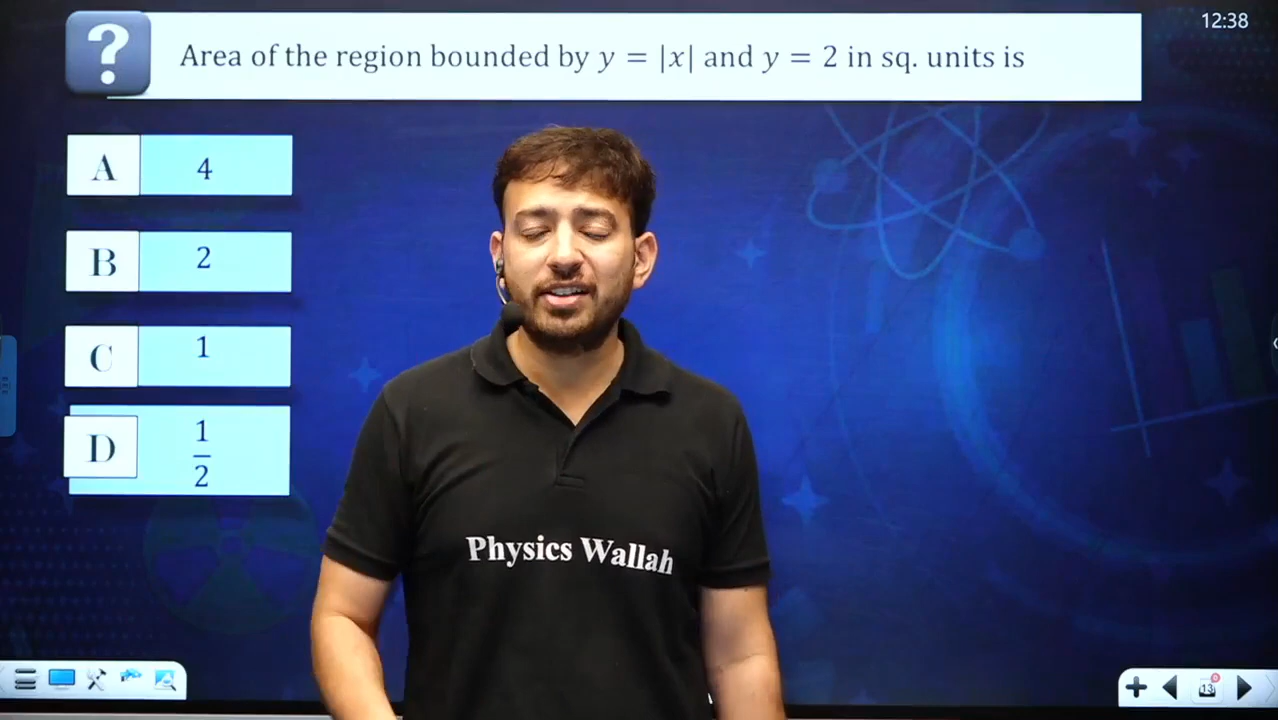 12:38
?
Area of the region bounded by y = |x| and y = 2 in sq. units is
A 4
B 2
C 1
D 1/2
Physics Wallah
13